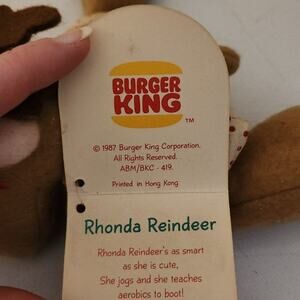 BURGER
KING
TM
© 1987 Burger King Corporation.
All Rights Reserved.
ABM/BKC - 419.
Printed in Hong Kong
Rhonda Reindeer
Rhonda Reindeer's as smart
as she is cute,
She jogs and she teaches
aerobics to boot!